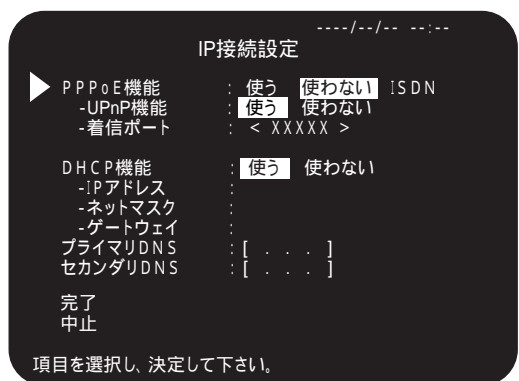 ----/--/-- --:--
IP接続設定
PPPoE機能 : 使う 使わない ISDN
-UPnP機能 : 使う 使わない
-着信ポート : < XXXXX >
DHCP機能 : 使う 使わない
-IPアドレス :
-ネットマスク :
-ゲートウェイ :
プライマリDNS : [ . . . ]
セカンダリDNS : [ . . . ]
完了
中止
項目を選択し、決定して下さい。